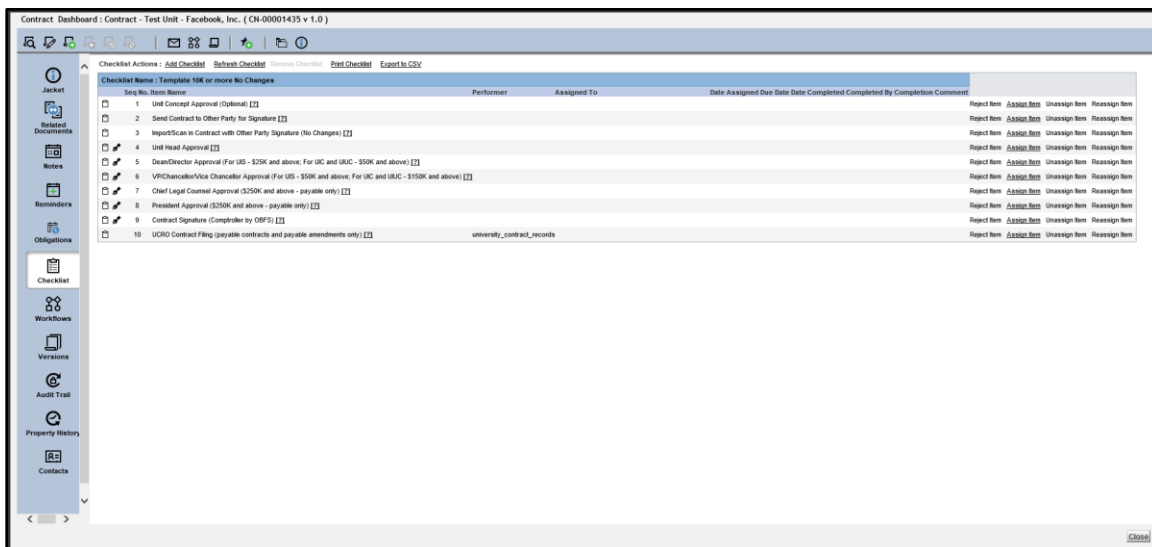 Contract Dashboard : Contract - Test Unit - Facebook, Inc. ( CN-00001435 v 1.0 )
Jacket
Related Documents
Notes
Reminders
Obligations
Checklist
Workflows
Versions
Audit Trail
Property History
Contacts
Checklist Actions : Add Checklist Refresh Checklist Remove Checklist Print Checklist Export to CSV
Checklist Name : Template 10K or more No Changes
Seq No. Item Name Performer Assigned To Date Assigned Due Date Date Completed Completed By Completion Comment
1 Unit Concept Approval (Optional) [?] Reject Item Assign Item Unassign Item Reassign Item
2 Send Contract to Other Party for Signature [?] Reject Item Assign Item Unassign Item Reassign Item
3 Import/Scan in Contract with Other Party Signature (No Changes) [?] Reject Item Assign Item Unassign Item Reassign Item
4 Unit Head Approval [?] Reject Item Assign Item Unassign Item Reassign Item
5 Dean/Director Approval (For UIS - $25K and above; For UIC and UIUC - $50K and above) [?] Reject Item Assign Item Unassign Item Reassign Item
6 VP/Chancellor/Vice Chancellor Approval (For UIS - $50K and above; For UIC and UIUC - $150K and above) [?] Reject Item Assign Item Unassign Item Reassign Item
7 Chief Legal Counsel Approval ($250K and above - payable only) [?] Reject Item Assign Item Unassign Item Reassign Item
8 President Approval ($250K and above - payable only) [?] Reject Item Assign Item Unassign Item Reassign Item
9 Contract Signature (Comptroller by OBFS) [?] Reject Item Assign Item Unassign Item Reassign Item
10 UCRO Contract Filing (payable contracts and payable amendments only) [?] university_contract_records Reject Item Assign Item Unassign Item Reassign Item
Close